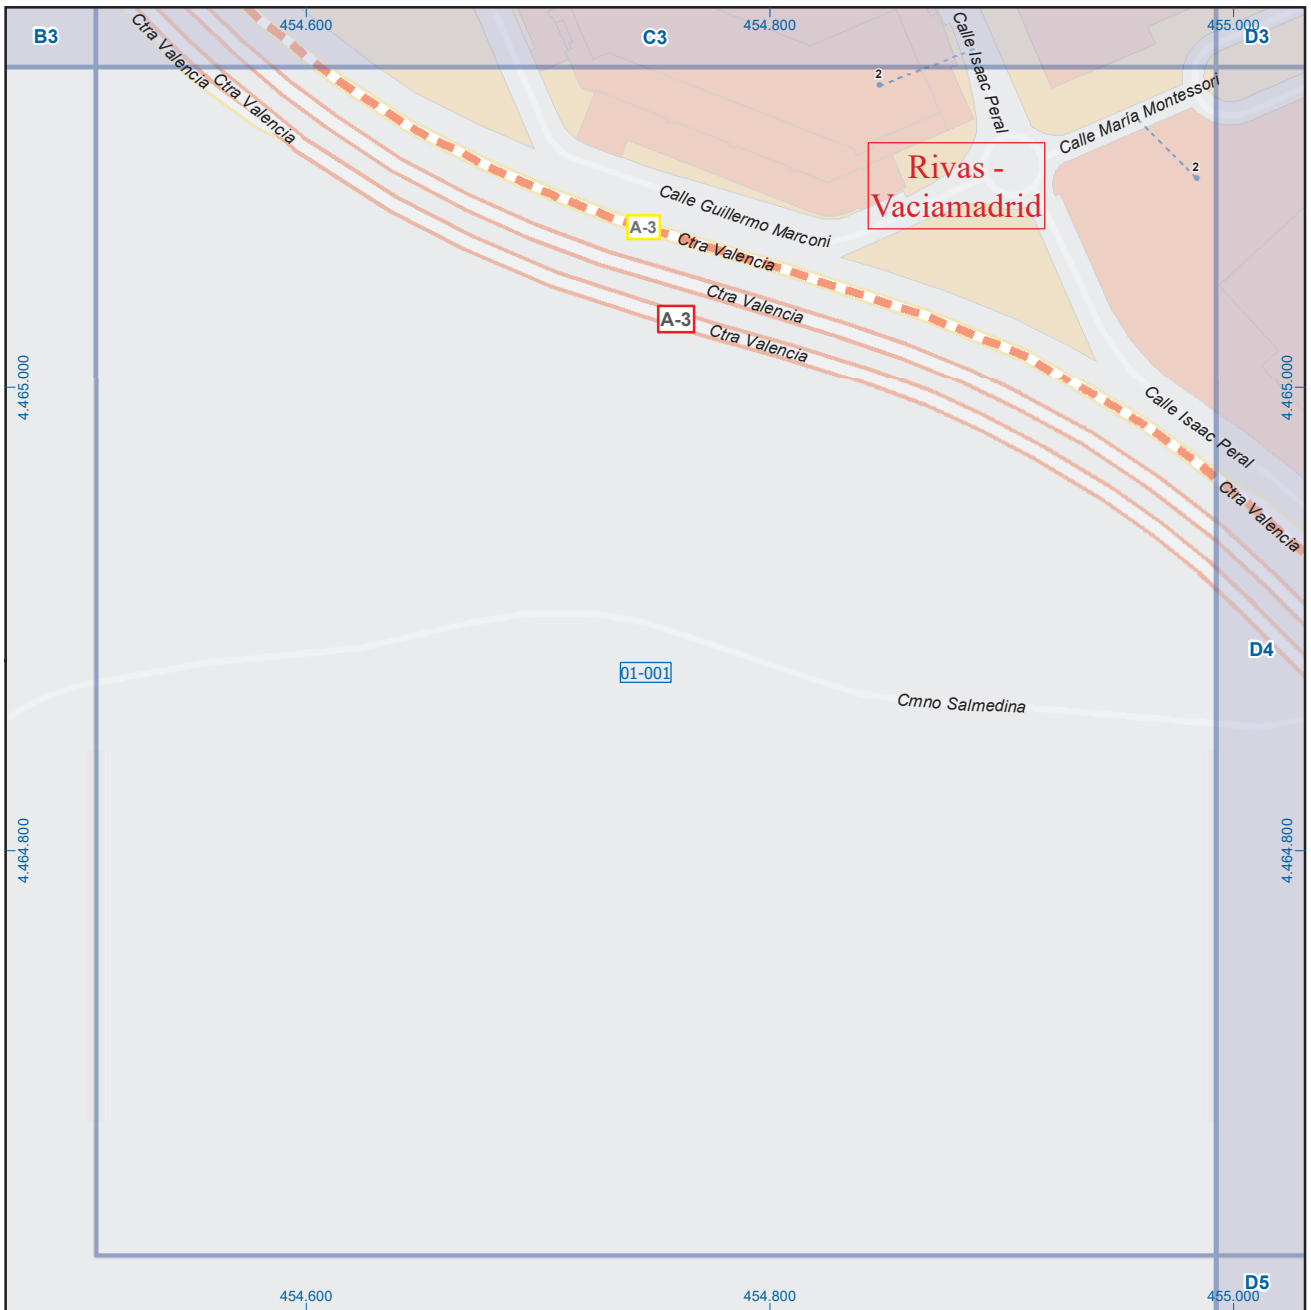 454.600
454.800
455.000
B3
C3
D3
Ctra Valencia
Ctra Valencia
Calle Isaac Peral
2
Calle María Montessori
2
Rivas -
Vaciamadrid
Calle Guillermo Marconi
A-3
Ctra Valencia
Ctra Valencia
A-3
Ctra Valencia
4.465.000
4.465.000
Calle Isaac Peral
Ctra Valencia
D4
01-001
Cmno Salmedina
4.464.800
4.464.800
D5
454.600
454.800
455.000